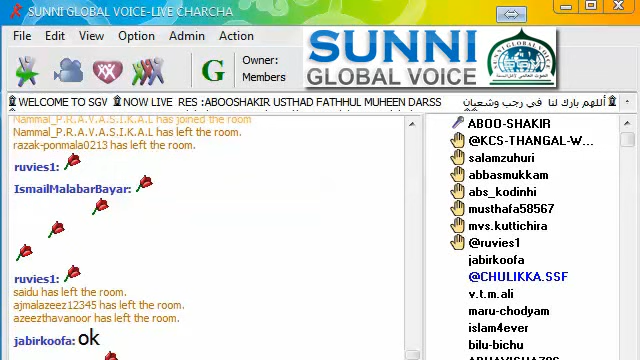 SUNNI GLOBAL VOICE-LIVE CHARCHA
File Edit View Option Admin Action
G Owner:
Members
SUNNI
GLOBAL VOICE
WELCOME TO SGV NOW LIVE RES :ABOOSHAKIR USTHAD FATHHUL MUHEEN DARSS أللهم بارك لنا في رجب وشعبان
Nammal_P.R.A.V.A.S.I.K.A.L has joined the room
Nammal_P.R.A.V.A.S.I.K.A.L has left the room.
razak-ponmala0213 has left the room.
ruvies1:
IsmailMalabarBayar:
ruvies1:
saidu has left the room.
ajmalazeez12345 has left the room.
azeezthavanoor has left the room.
jabirkoofa: ok
ABOO-SHAKIR
@KCS-THANGAL-W...
salamzuhuri
abbasmukkam
abs_kodinhi
musthafa58567
mvs.kuttichira
@ruvies1
jabirkoofa
@CHULIKKA.SSF
v.t.m.ali
maru-chodyam
islam4ever
bilu-bichu